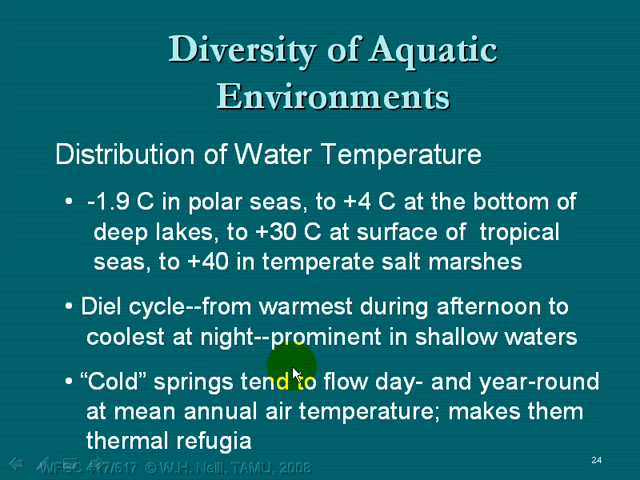 Diversity of Aquatic
Environments
Distribution of Water Temperature
• -1.9 C in polar seas, to +4 C at the bottom of
deep lakes, to +30 C at surface of tropical
seas, to +40 in temperate salt marshes
• Diel cycle--from warmest during afternoon to
coolest at night--prominent in shallow waters
• “Cold” springs tend to flow day- and year-round
at mean annual air temperature; makes them
thermal refugia
WFSC 417/617 © W.H. Neill, TAMU, 2008
24